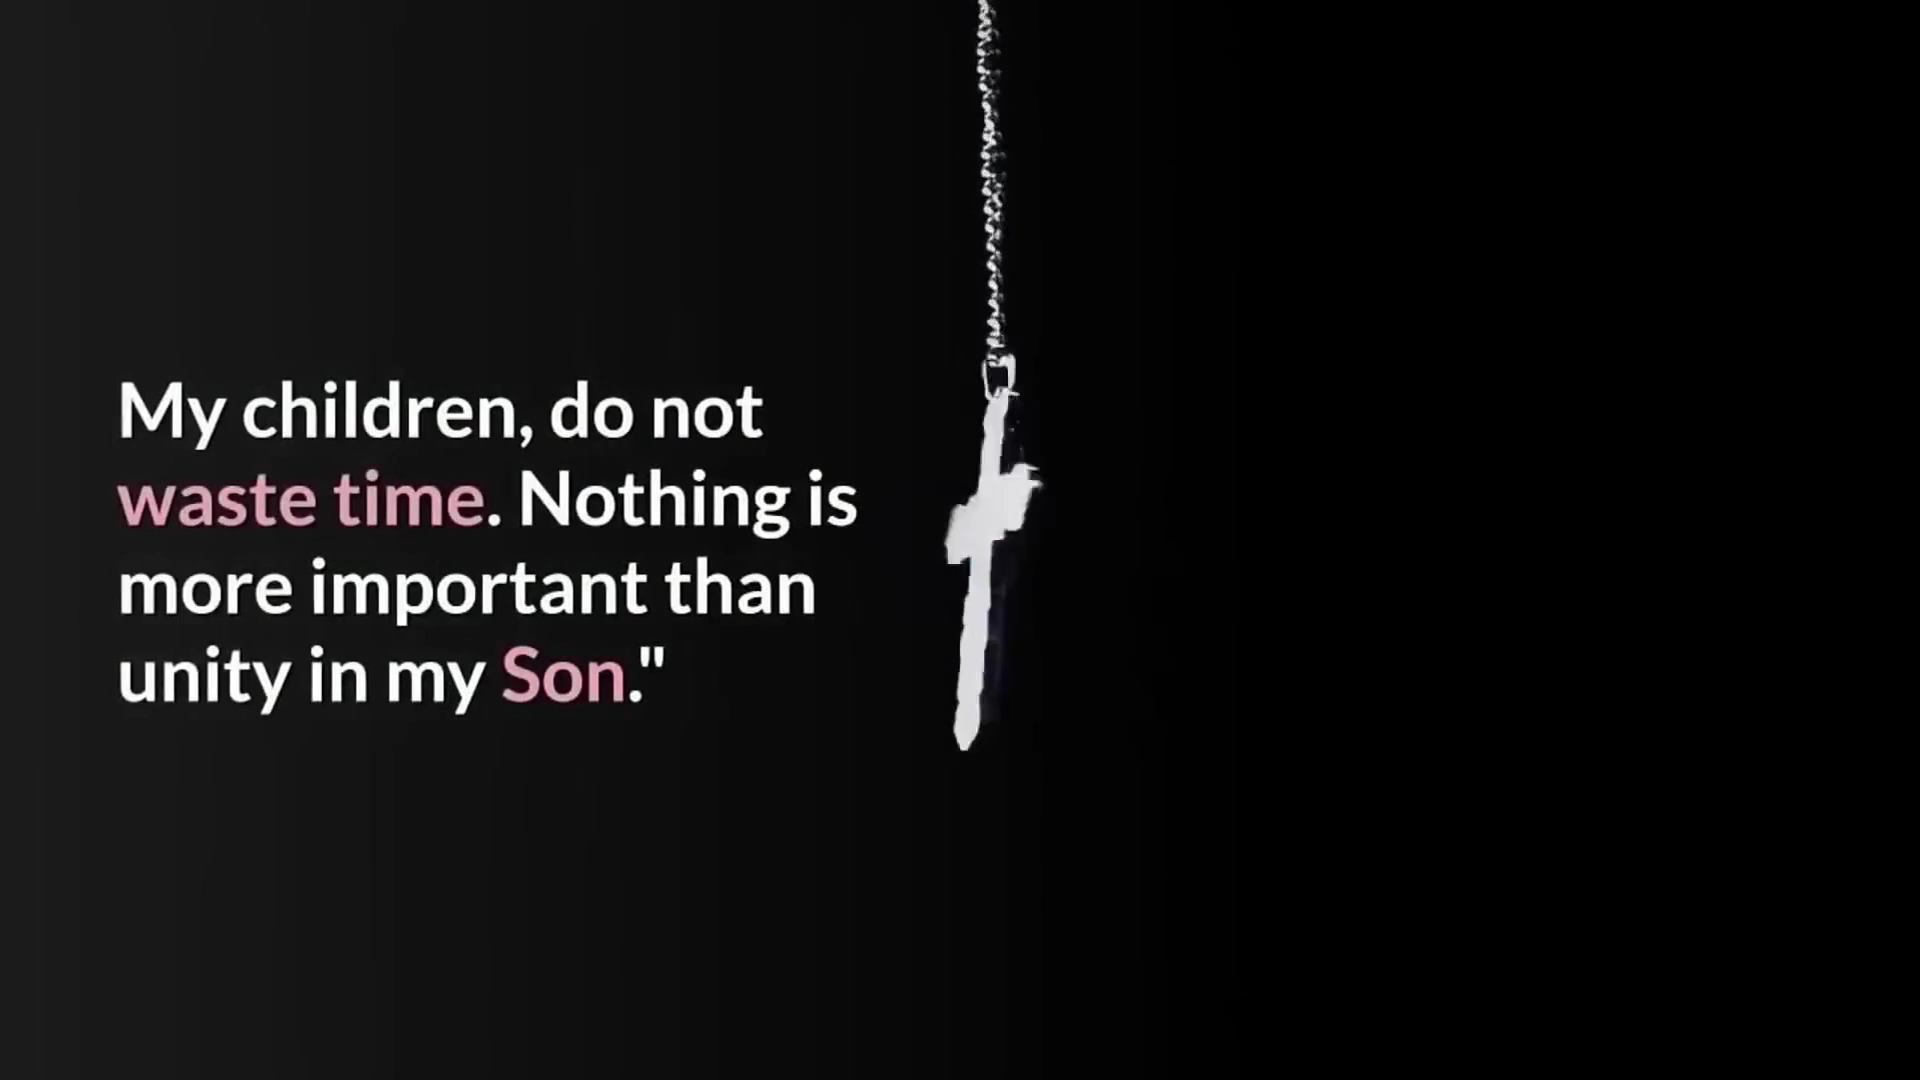 My children, do not
waste time. Nothing is
more important than
unity in my Son."